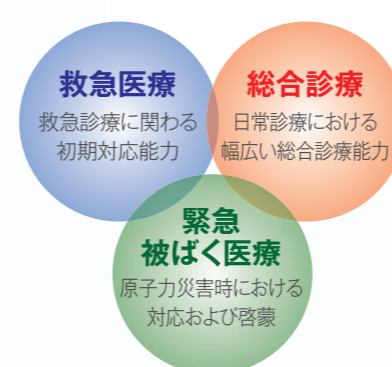 救急医療
救急診療に関わる
初期対応能力
総合診療
日常診療における
幅広い総合診療能力
緊急
被ばく医療
原子力災害時における
対応および啓蒙